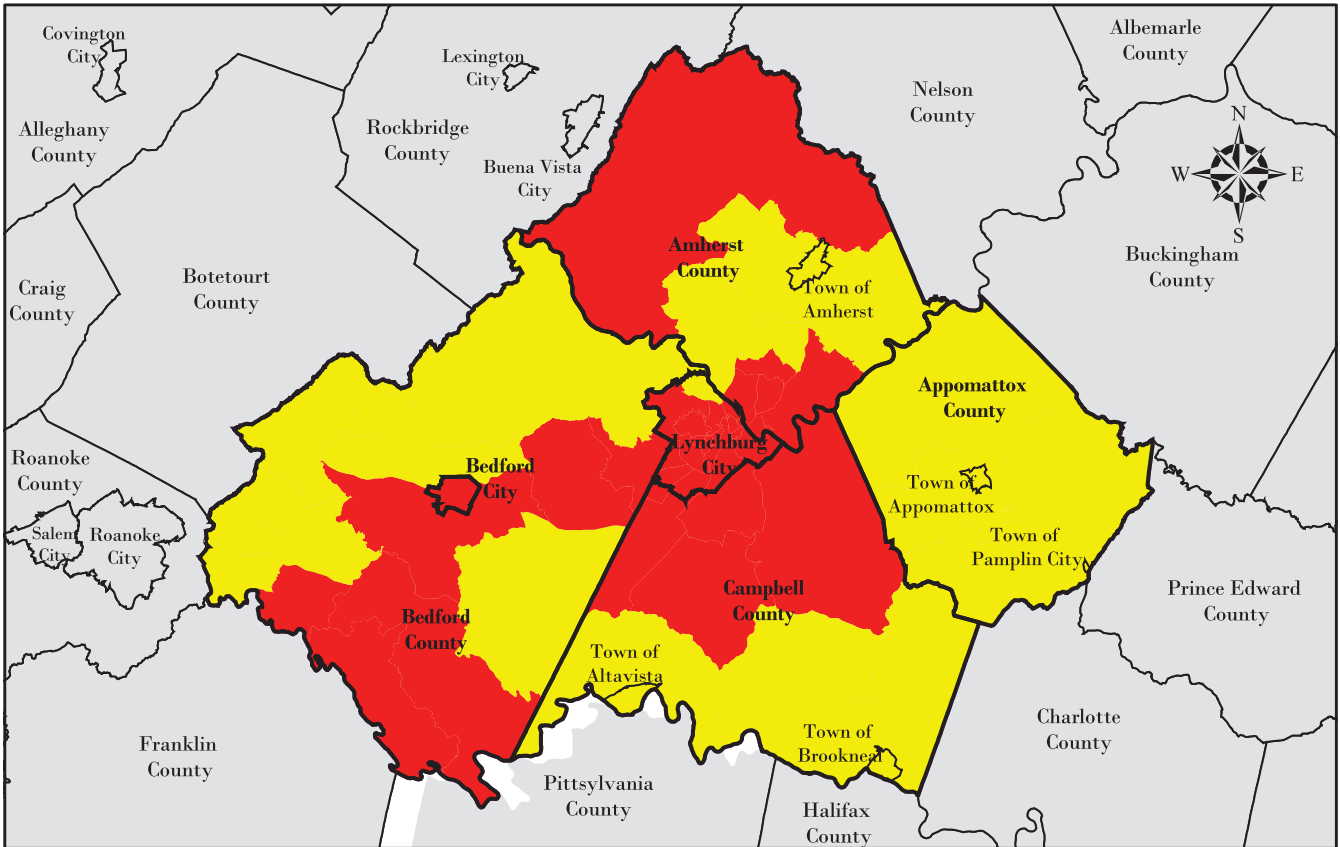 Covington
City
Lexington
City
Albemarle
County
Nelson
County
Alleghany
County
Rockbridge
County
Buena Vista
City
N
W
E
S
Amherst
County
Buckingham
County
Botetourt
County
Craig
County
Town of
Amherst
Appomattox
County
Lynchburg
City
Roanoke
County
Bedford
City
Town of
Appomattox
Salem
City
Roanoke
City
Town of
Pamplin City
Campbell
County
Prince Edward
County
Bedford
County
Town of
Altavista
Charlotte
County
Franklin
County
Town of
Brookneal
Pittsylvania
County
Halifax
County